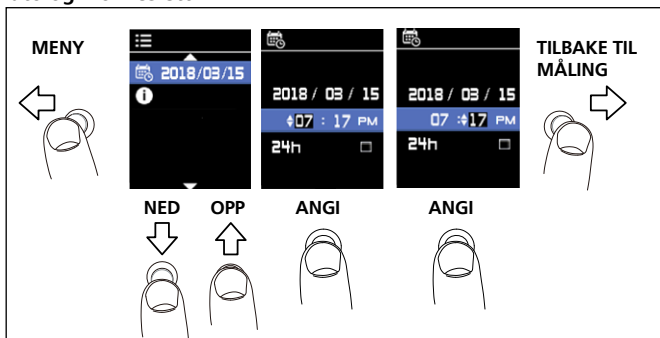 MENY
2018/03/15
2018 / 03 / 15
07 : 17 PM
24h
2018 / 03 / 15
07 : 17 PM
24h
TILBAKE TIL
MÅLING
NED
OPP
ANGI
ANGI